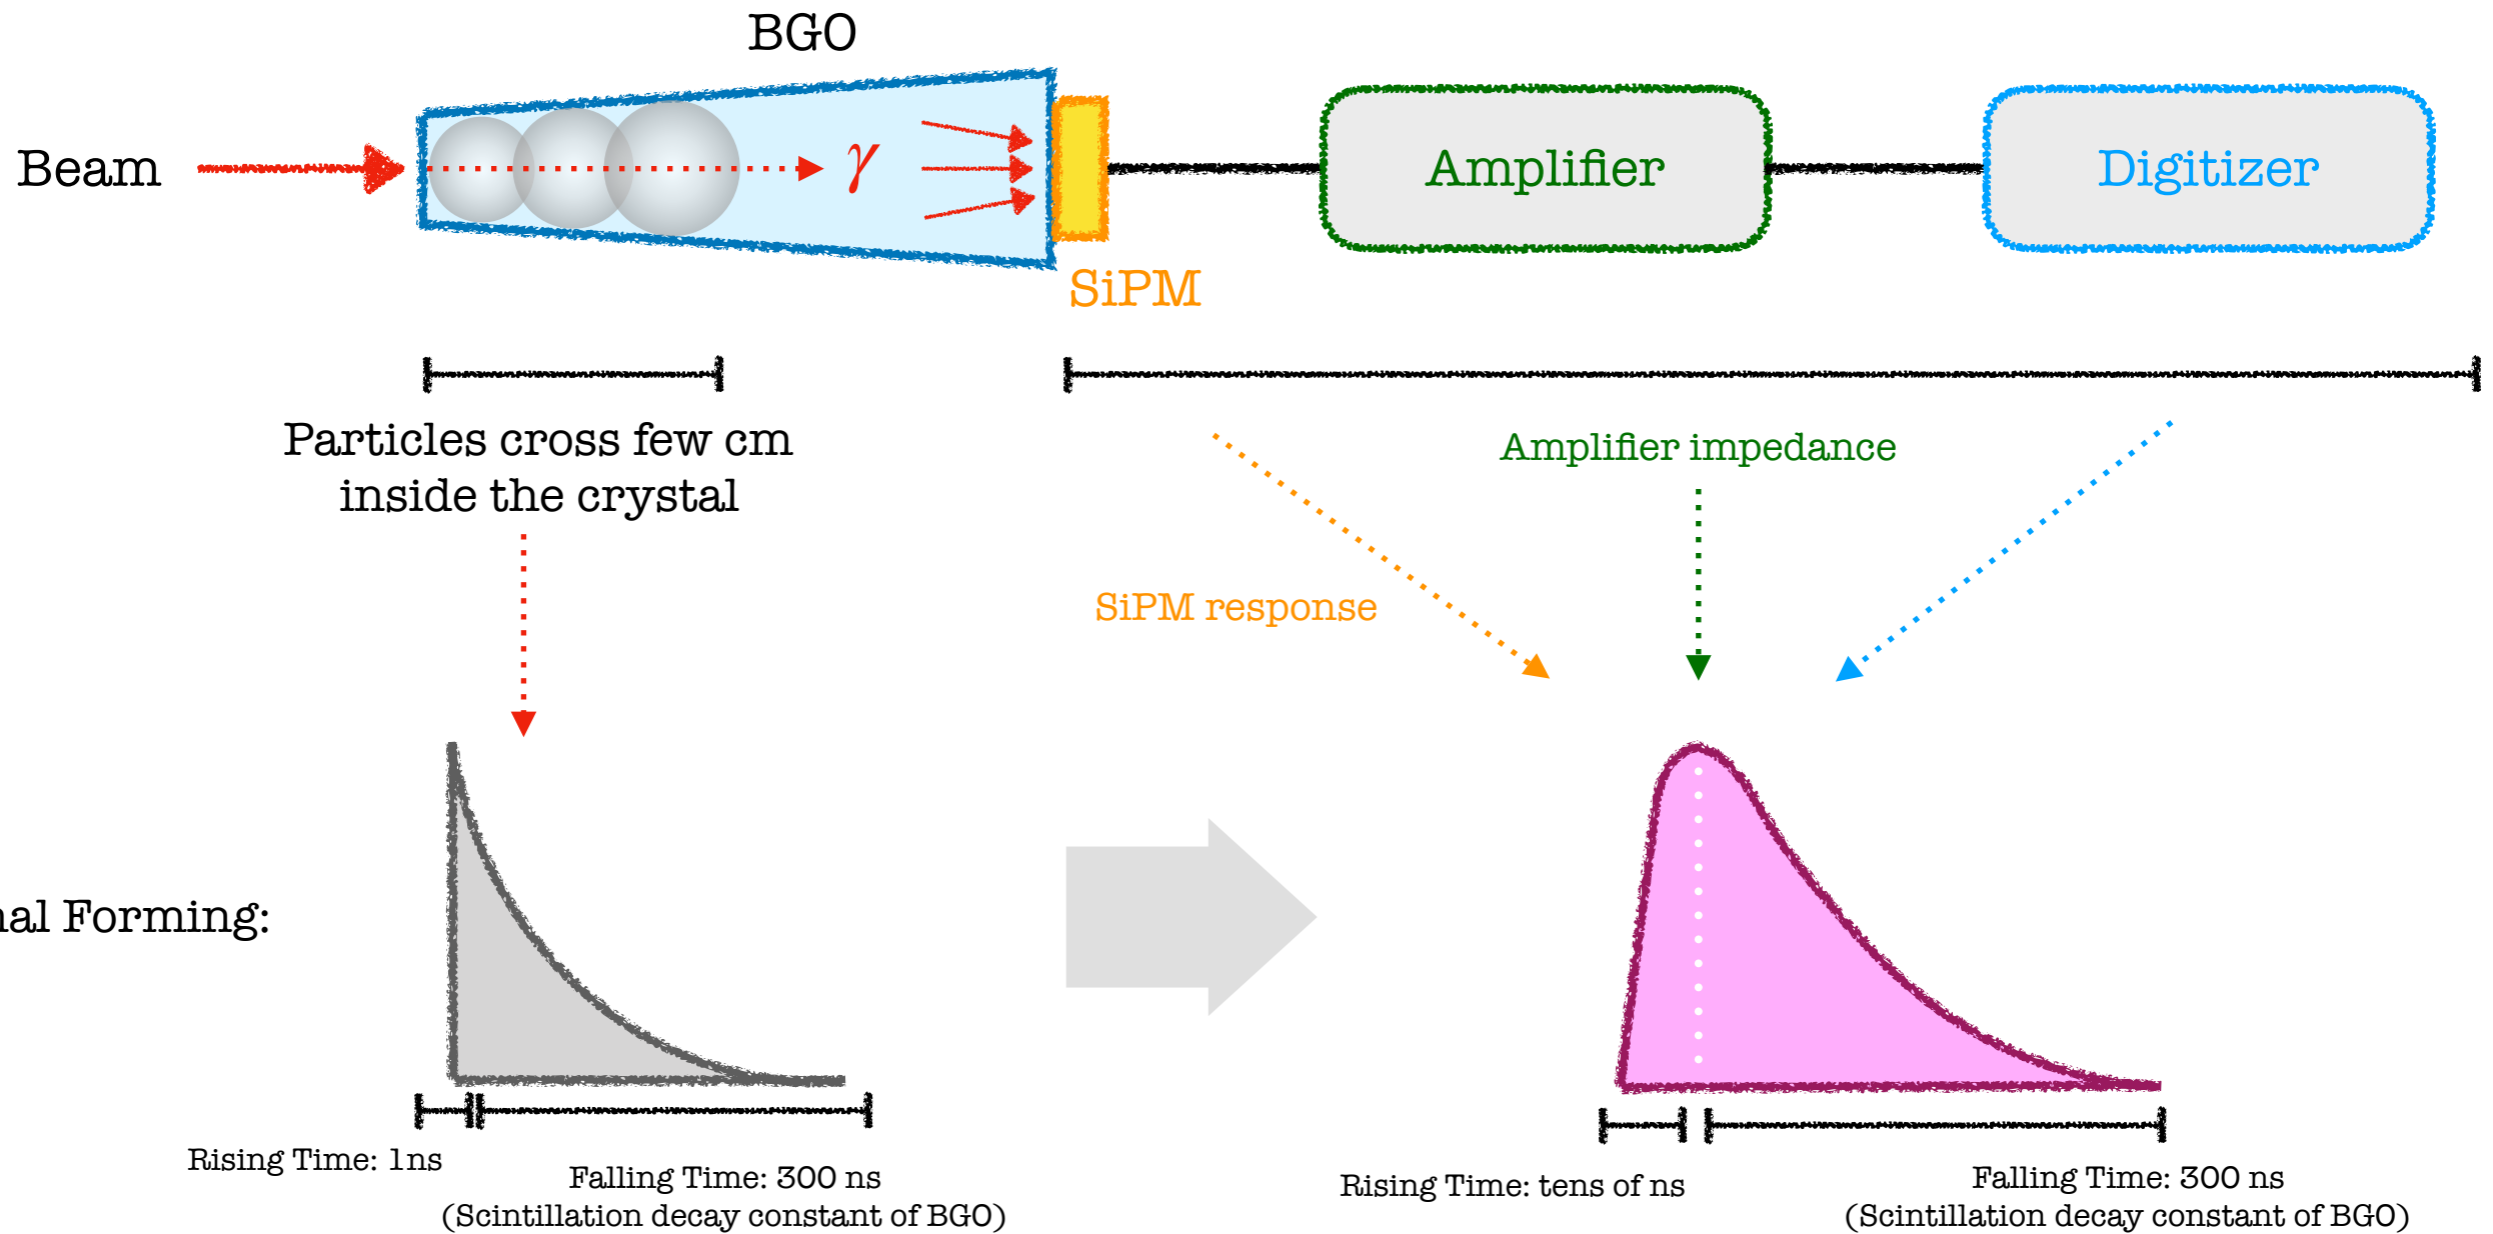 BGO
Beam
γ
Amplifier
Digitizer
SiPM
Particles cross few cm
inside the crystal
Amplifier impedance
SiPM response
Forming:
Rising Time: 1ns
Falling Time: 300 ns
(Scintillation decay constant of BGO)
Rising Time: tens of ns
Falling Time: 300 ns
(Scintillation decay constant of BGO)